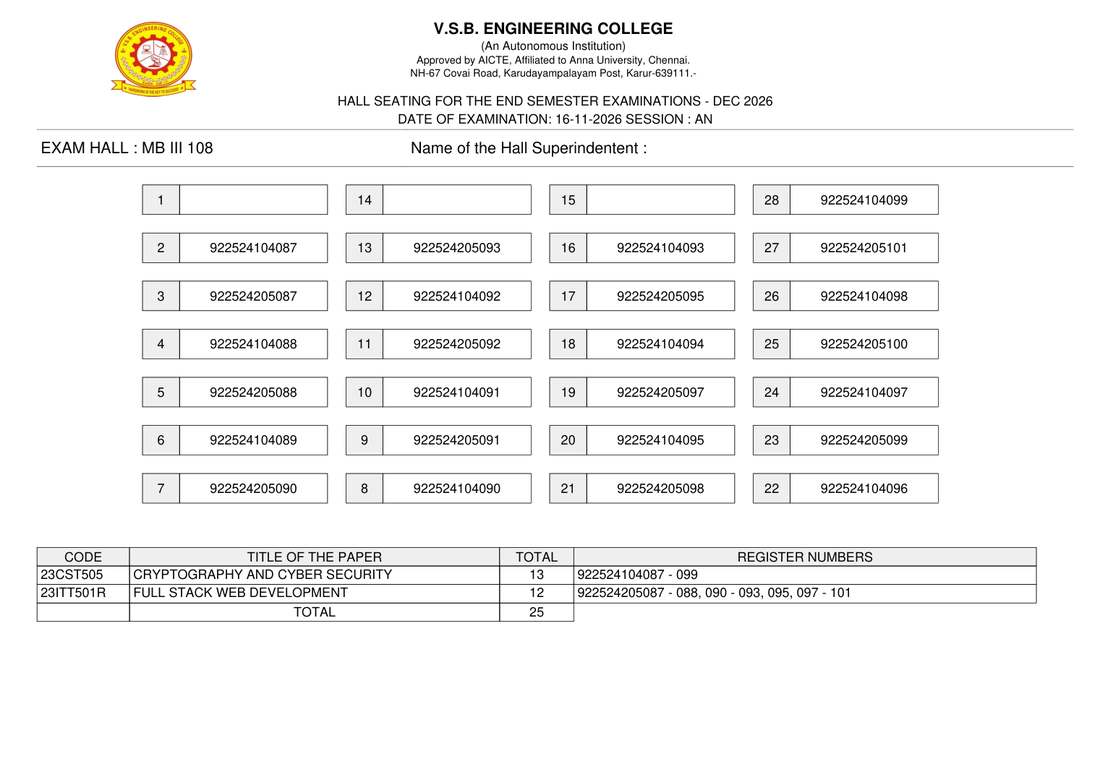 V.S.B. ENGINEERING COLLEGE
(An Autonomous Institution)
Approved by AICTE, Affiliated to Anna University, Chennai.
NH-67 Covai Road, Karudayampalayam Post, Karur-639111.-
HALL SEATING FOR THE END SEMESTER EXAMINATIONS - DEC 2026
DATE OF EXAMINATION: 16-11-2026 SESSION : AN
EXAM HALL : MB III 108 Name of the Hall Superindentent :
1 14 15 28 922524104099
2 922524104087 13 922524205093 16 922524104093 27 922524205101
3 922524205087 12 922524104092 17 922524205095 26 922524104098
4 922524104088 11 922524205092 18 922524104094 25 922524205100
5 922524205088 10 922524104091 19 922524205097 24 922524104097
6 922524104089 9 922524205091 20 922524104095 23 922524205099
7 922524205090 8 922524104090 21 922524205098 22 922524104096
CODE TITLE OF THE PAPER TOTAL REGISTER NUMBERS
23CST505 CRYPTOGRAPHY AND CYBER SECURITY 13 922524104087 - 099
23ITT501R FULL STACK WEB DEVELOPMENT 12 922524205087 - 088, 090 - 093, 095, 097 - 101
TOTAL 25